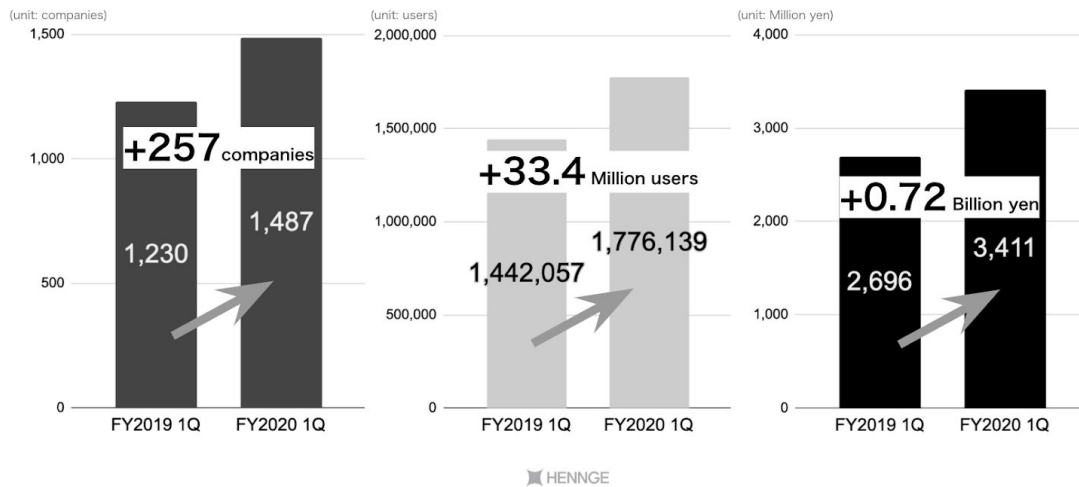 (unit: companies)
1,500
1,000
500
0
+257 companies
1,230
1,487
FY2019 1Q
FY2020 1Q
(unit: users)
2,000,000
1,500,000
1,000,000
500,000
0
+33.4 Million users
1,442,057
1,776,139
FY2019 1Q
FY2020 1Q
(unit: Million yen)
4,000
3,000
2,000
1,000
0
+0.72 Billion yen
2,696
3,411
FY2019 1Q
FY2020 1Q
HENNGE